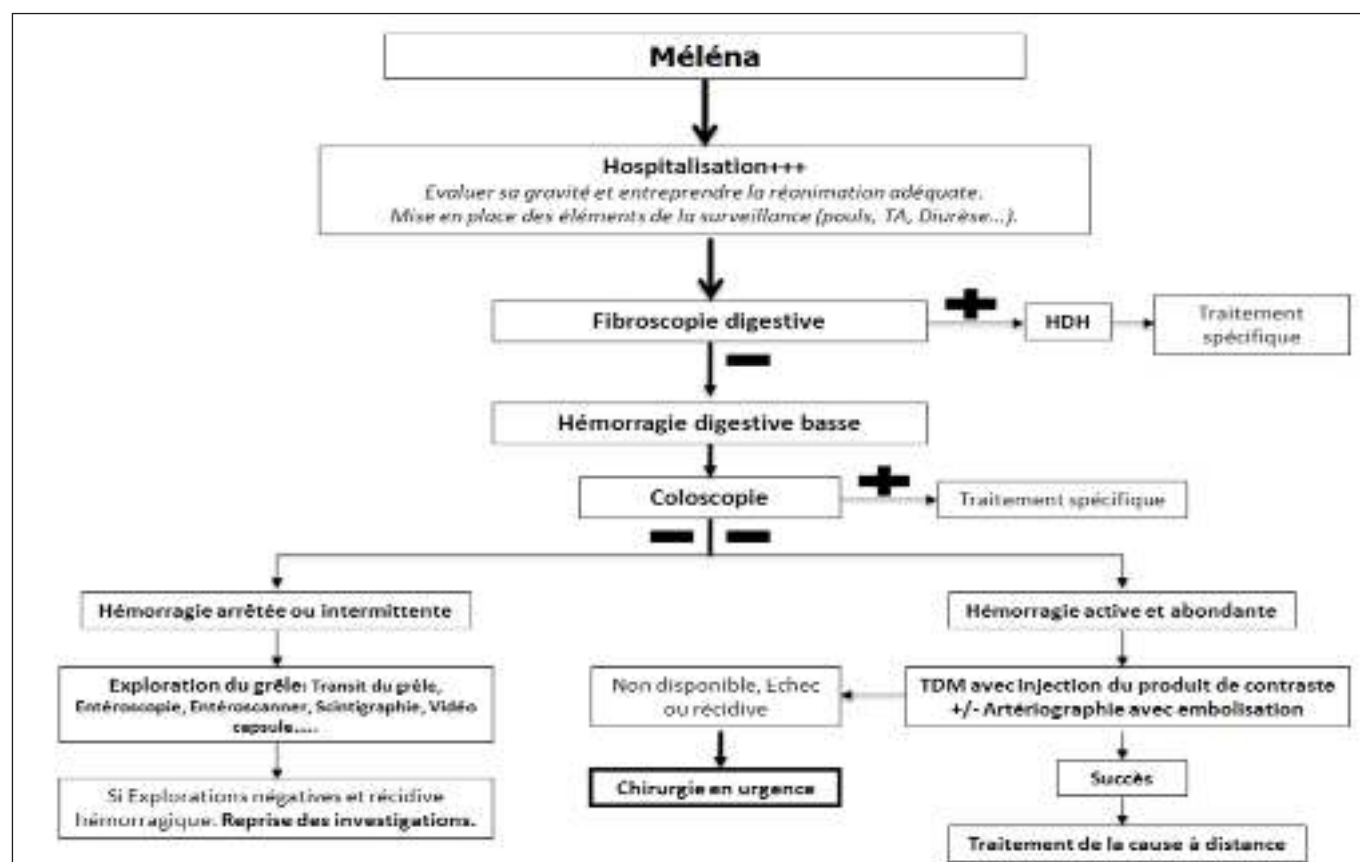 Méléna
Hospitalisation+++
Evaluer sa gravité et entreprendre la réanimation adéquate.
Mise en place des éléments de la surveillance (pouls, TA, Diurèse...).
Fibroscopie digestive
HDH
Traitement
spécifique
Hémorragie digestive basse
Coloscopie
Traitement spécifique
Hémorragie arrêtée ou intermittente
Hémorragie active et abondante
Exploration du grêle: Transit du grêle,
Entéroscopie, Entéroscanner, Scintigraphie, Vidéo
capsule.....
Non disponible, Echec
ou récidive
TDM avec injection du produit de contraste
+/- Artériographie avec embolisation
Si Explorations négatives et récidive
hémorragique. Reprise des investigations.
Chirurgie en urgence
Succès
Traitement de la cause à distance